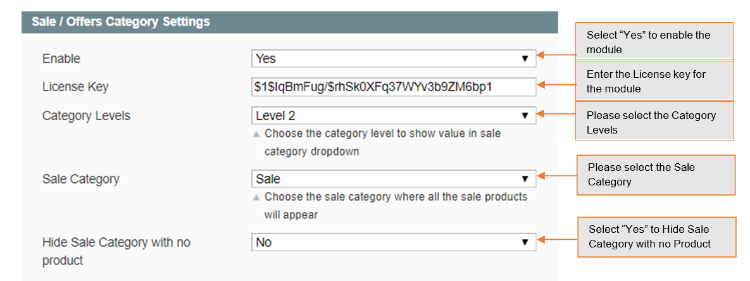 Sale / Offers Category Settings
Enable
Yes
Select "Yes" to enable the
module
License Key
$1$IqBmFug/$rhSk0XFq37WYv3b9ZM6bp1
Enter the License key for
the module
Category Levels
Level 2
Choose the category level to show value in sale
category dropdown
Please select the Category
Levels
Sale Category
Sale
Choose the sale category where all the sale products
will appear
Please select the Sale
Category
Hide Sale Category with no
product
No
Select "Yes" to Hide Sale
Category with no Product